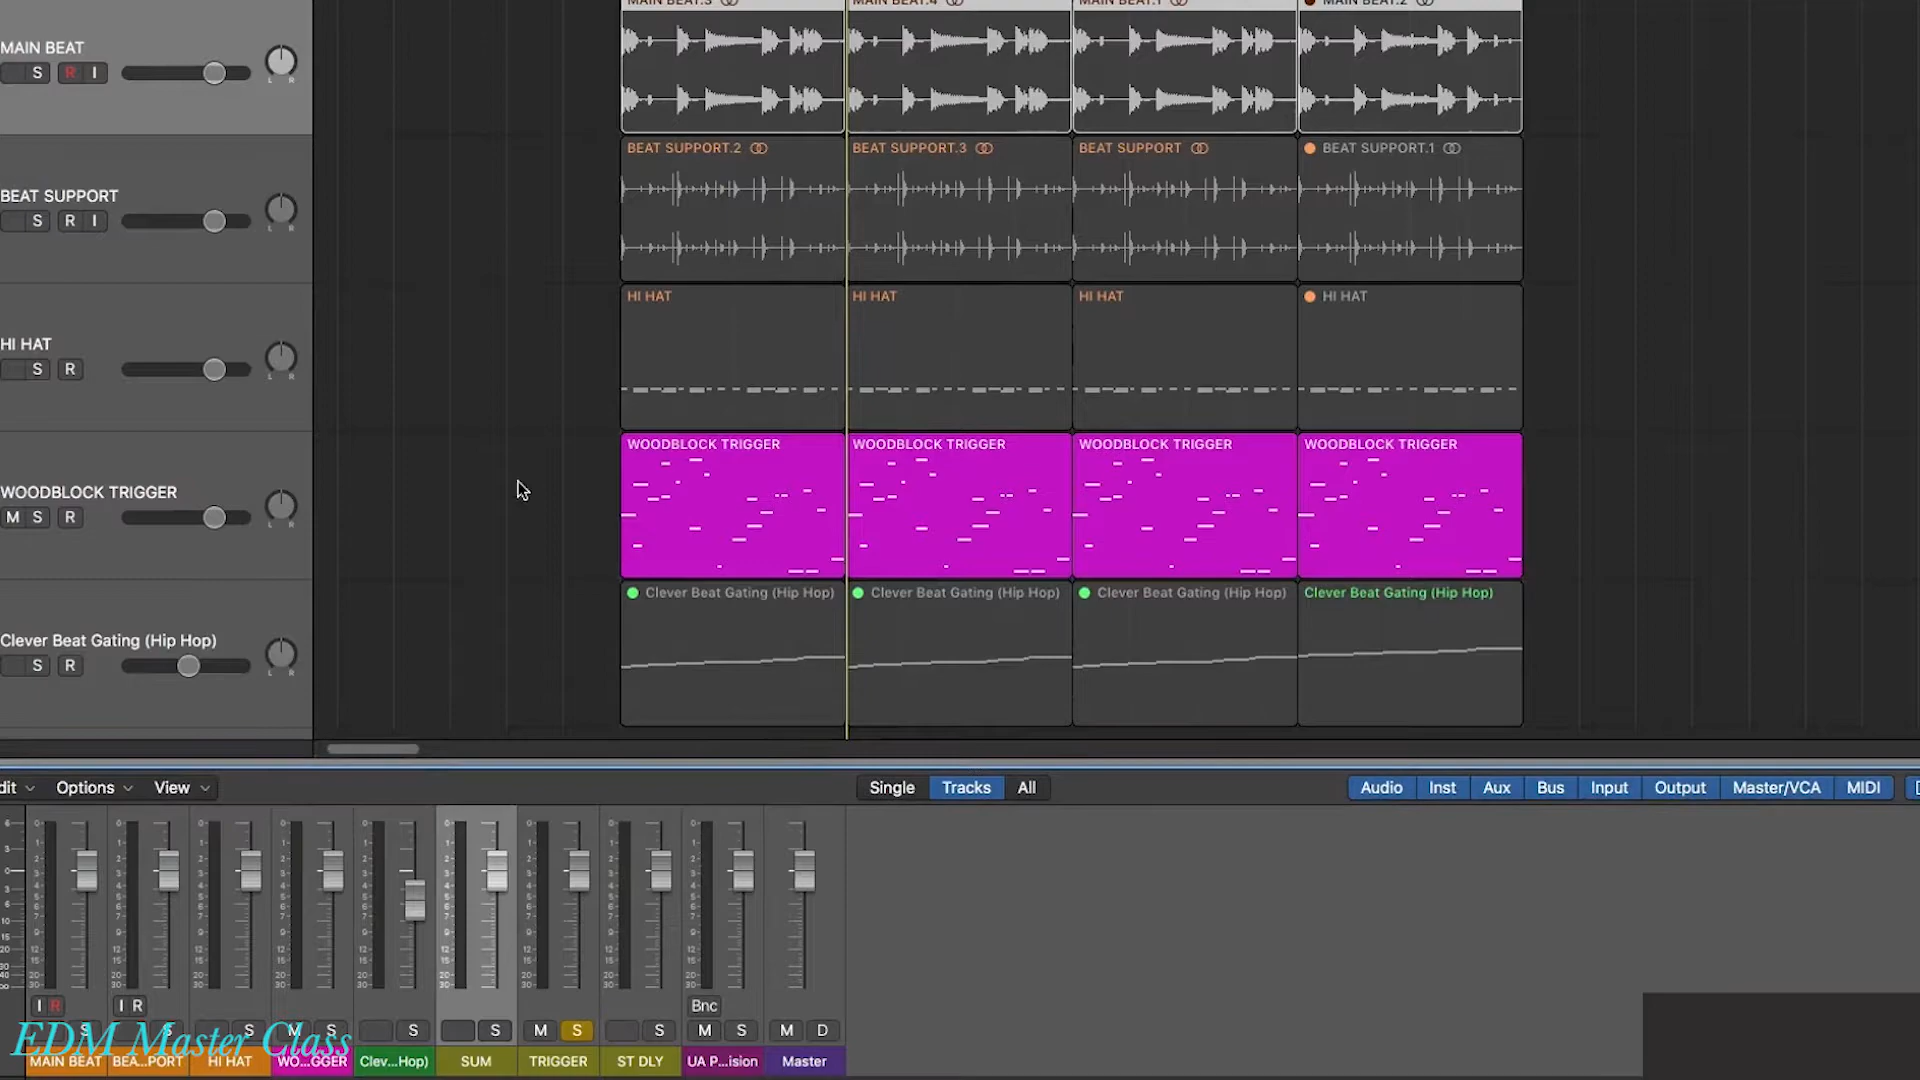 MAIN BEAT.3 MAIN BEAT.4 MAIN BEAT.1 MAIN BEAT.2
MAIN BEAT
S R I L R
BEAT SUPPORT.2 BEAT SUPPORT.3 BEAT SUPPORT BEAT SUPPORT.1
BEAT SUPPORT
S R I L R
HI HAT HI HAT HI HAT HI HAT
HI HAT
S R L R
WOODBLOCK TRIGGER WOODBLOCK TRIGGER WOODBLOCK TRIGGER WOODBLOCK TRIGGER
WOODBLOCK TRIGGER
M S R L R
Clever Beat Gating (Hip Hop) Clever Beat Gating (Hip Hop) Clever Beat Gating (Hip Hop) Clever Beat Gating (Hip Hop)
Clever Beat Gating (Hip Hop)
S R L R
dit Options View Single Tracks All Audio Inst Aux Bus Input Output Master/VCA MIDI
I R I R Bnc
S S S M S S S M S S M S M D
EDM Master Class
MAIN BEAT BEA...PORT HI HAT WO...GGER Clev...Hop) SUM TRIGGER ST DLY UA P...ision Master